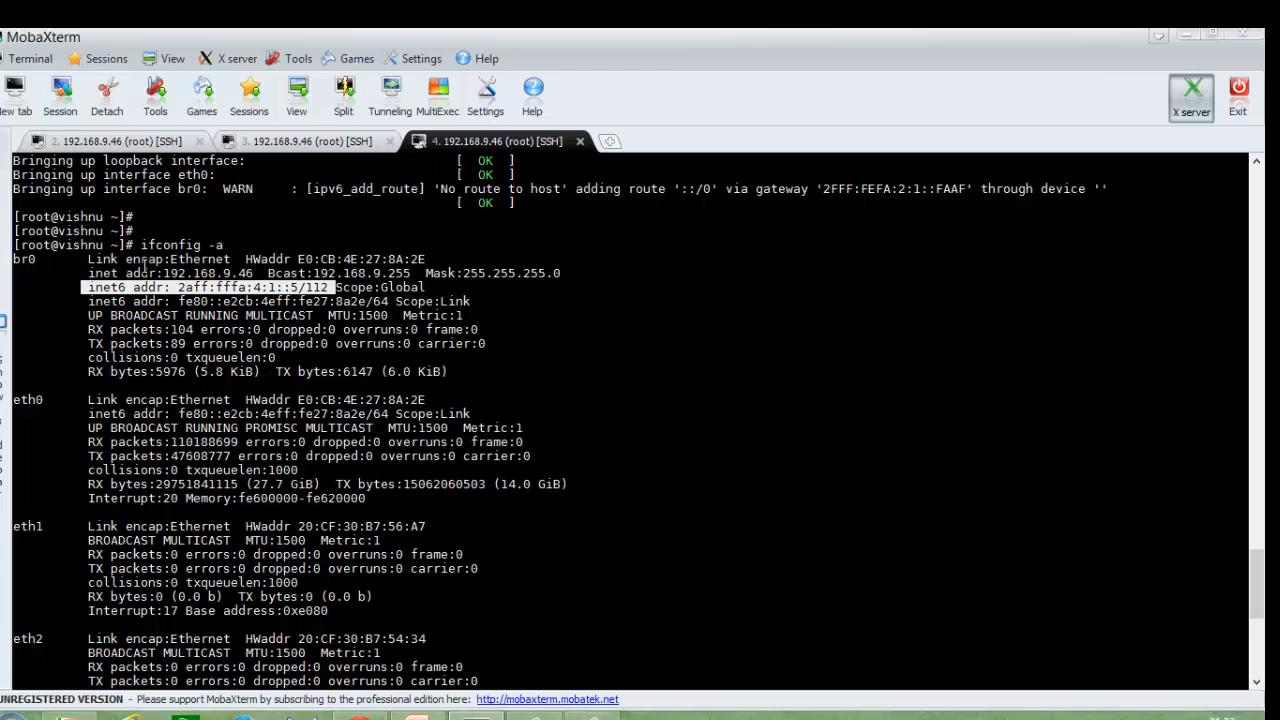 MobaXterm
Terminal Sessions View X server Tools Games Settings Help
Session Detach Tools Games Sessions View Split Tunneling MultiExec Settings Help X server Exit
2. 192.168.9.46 (root) [SSH] 3. 192.168.9.46 (root) [SSH] 4. 192.168.9.46 (root) [SSH]
Bringing up loopback interface: [ OK ]
Bringing up interface eth0: [ OK ]
Bringing up interface br0: WARN : [ipv6_add_route] 'No route to host' adding route '::/0' via gateway '2FFF:FEFA:2:1::FAAF' through device ''
[ OK ]
[root@vishnu ~]#
[root@vishnu ~]#
[root@vishnu ~]# ifconfig -a
br0 Link encap:Ethernet HWaddr E0:CB:4E:27:8A:2E
inet addr:192.168.9.46 Bcast:192.168.9.255 Mask:255.255.255.0
inet6 addr: 2aff:fffa:4:1::5/112 Scope:Global
inet6 addr: fe80::e2cb:4eff:fe27:8a2e/64 Scope:Link
UP BROADCAST RUNNING MULTICAST MTU:1500 Metric:1
RX packets:104 errors:0 dropped:0 overruns:0 frame:0
TX packets:89 errors:0 dropped:0 overruns:0 carrier:0
collisions:0 txqueuelen:0
RX bytes:5976 (5.8 KiB) TX bytes:6147 (6.0 KiB)
eth0 Link encap:Ethernet HWaddr E0:CB:4E:27:8A:2E
inet6 addr: fe80::e2cb:4eff:fe27:8a2e/64 Scope:Link
UP BROADCAST RUNNING PROMISC MULTICAST MTU:1500 Metric:1
RX packets:110188699 errors:0 dropped:0 overruns:0 frame:0
TX packets:47608777 errors:0 dropped:0 overruns:0 carrier:0
collisions:0 txqueuelen:1000
RX bytes:29751841115 (27.7 GiB) TX bytes:15062060503 (14.0 GiB)
Interrupt:20 Memory:fe600000-fe620000
eth1 Link encap:Ethernet HWaddr 20:CF:30:B7:56:A7
BROADCAST MULTICAST MTU:1500 Metric:1
RX packets:0 errors:0 dropped:0 overruns:0 frame:0
TX packets:0 errors:0 dropped:0 overruns:0 carrier:0
collisions:0 txqueuelen:1000
RX bytes:0 (0.0 b) TX bytes:0 (0.0 b)
Interrupt:17 Base address:0xe080
eth2 Link encap:Ethernet HWaddr 20:CF:30:B7:54:34
BROADCAST MULTICAST MTU:1500 Metric:1
RX packets:0 errors:0 dropped:0 overruns:0 frame:0
TX packets:0 errors:0 dropped:0 overruns:0 carrier:0
UNREGISTERED VERSION - Please support MobaXterm by subscribing to the professional edition here: http://mobaxterm.mobatek.net